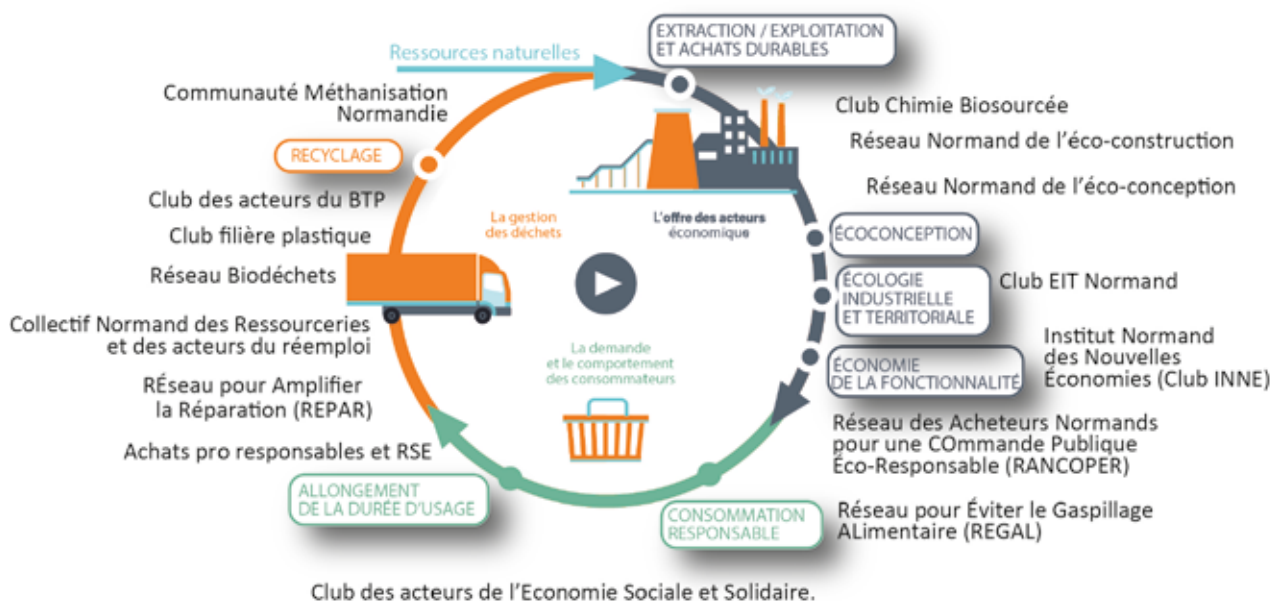 EXTRACTION / EXPLOITATION
ET ACHATS DURABLES
Ressources naturelles
Communauté Méthanisation
Normandie
RECYCLAGE
Club Chimie Biosourcée
Réseau Normand de l'éco-construction
Réseau Normand de l'éco-conception
Club des acteurs du BTP
Club filière plastique
Réseau Biodéchets
La gestion
des déchets
L'offre des acteurs
économique
ÉCOCONCEPTION
ÉCOLOGIE
INDUSTRIELLE
ET TERRITORIALE
Club EIT Normand
Collectif Normand des Ressourceries
et des acteurs du réemploi
La demande
et le comportement
des consommateurs
ÉCONOMIE
DE LA FONCTIONNALITÉ
Institut Normand
des Nouvelles
Économies (Club INNE)
RÉseau pour Amplifier
la Réparation (REPAR)
Achats pro responsables et RSE
Réseau des Acheteurs Normands
pour une COmmande Publique
Éco-Responsable (RANCOPER)
ALLONGEMENT
DE LA DURÉE D'USAGE
CONSOMMATION
RESPONSABLE
Réseau pour Éviter le Gaspillage
ALimentaire (REGAL)
Club des acteurs de l'Economie Sociale et Solidaire.